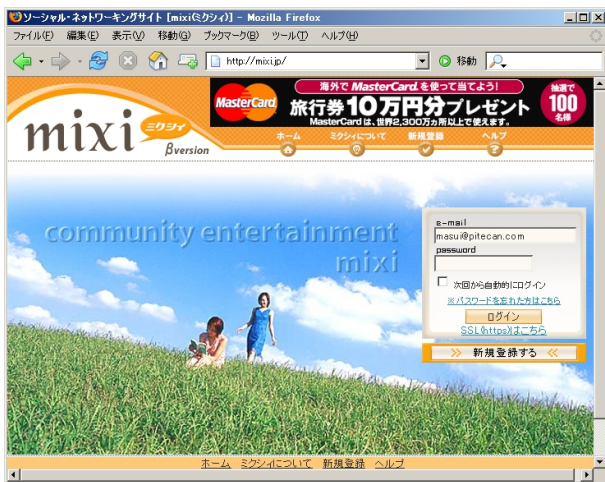 ソーシャル・ネットワーキングサイト [mixi(ミクシィ)] - Mozilla Firefox
ファイル(F) 編集(E) 表示(V) 移動(G) ブックマーク(B) ツール(T) ヘルプ(H)
http://mixi.jp/ 移動
海外で MasterCard を使って当てよう!
MasterCard 旅行券10万円分プレゼント
抽選で
100
名様
MasterCard は、世界2,300万ヵ所以上で使えます。
mixi ミクシィ
βversion
ホーム ミクシィについて 新規登録 ヘルプ
community entertainment
mixi
e-mail
masui@pitecan.com
password
次回から自動的にログイン
※パスワードを忘れた方はこちら
ログイン
SSL(https)はこちら
新規登録する
ホーム ミクシィについて 新規登録 ヘルプ